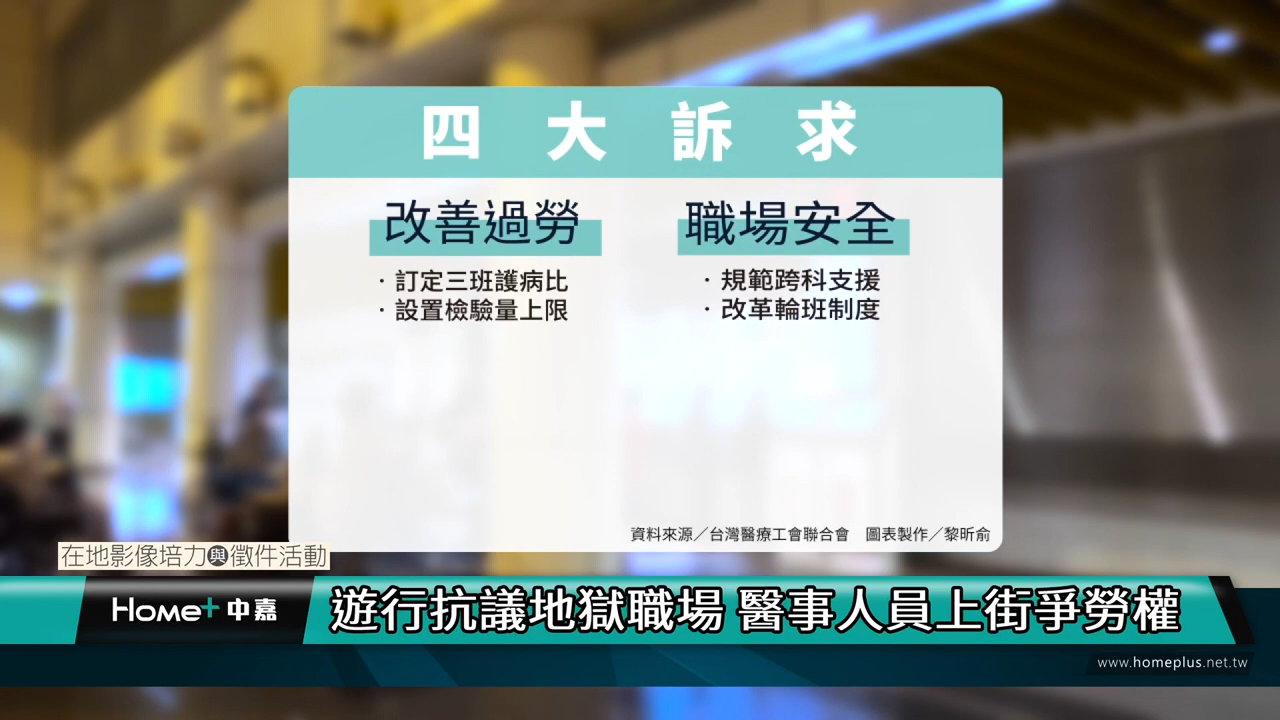 四大訴求
改善過勞
·訂定三班護病比
·設置檢驗量上限
職場安全
·規範跨科支援
·改革輪班制度
資料來源／台灣醫療工會聯合會　圖表製作／黎昕俞
在地影像培力與徵件活動
Home+中嘉
遊行抗議地獄職場 醫事人員上街爭勞權
www.homeplus.net.tw